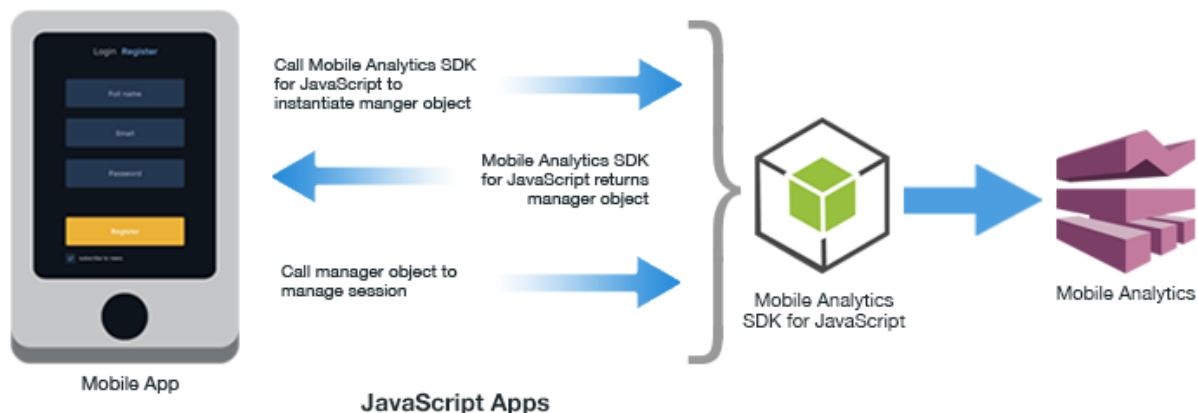 Login Register
Full name
Email
Password
Register
subscribe to news
Mobile App
Call Mobile Analytics SDK
for JavaScript to
instantiate manger object
Mobile Analytics SDK
for JavaScript returns
manager object
Call manager object to
manage session
Mobile Analytics
SDK for JavaScript
Mobile Analytics
JavaScript Apps